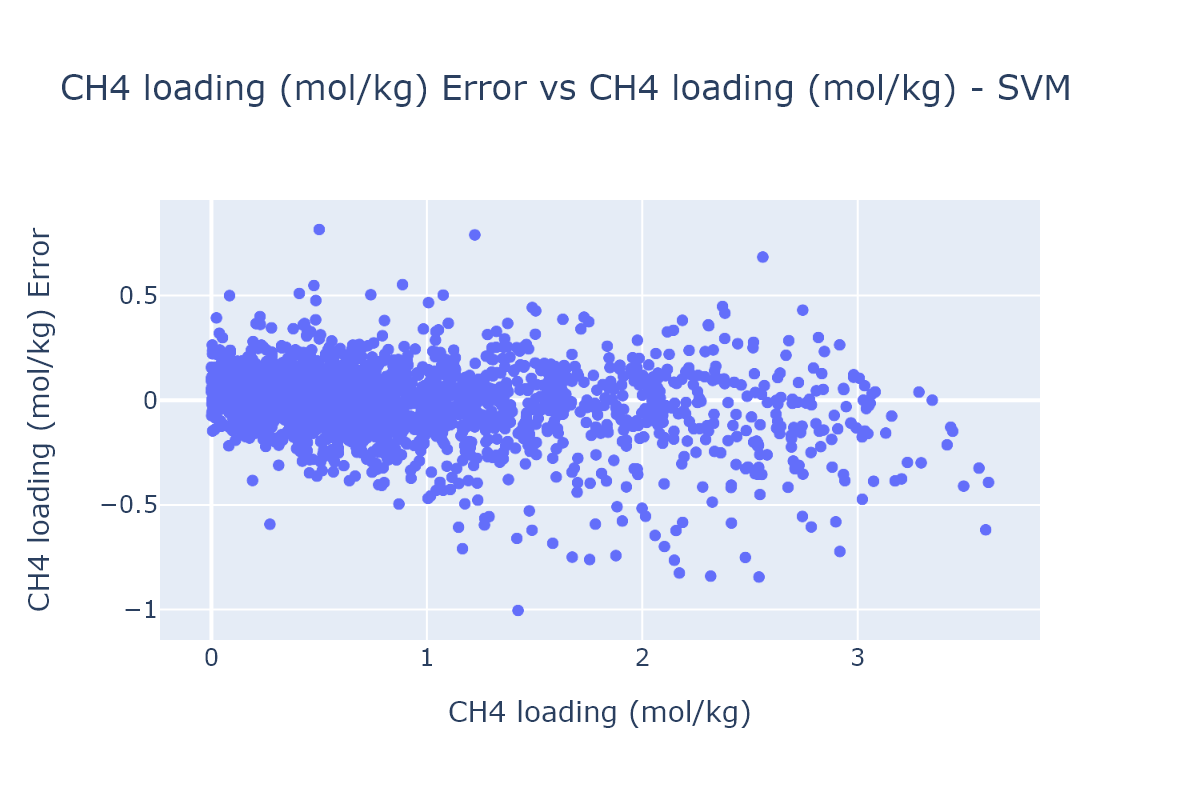 CH4 loading (mol/kg) Error vs CH4 loading (mol/kg) - SVM
CH4 loading (mol/kg) Error
0.5
0
−0.5
−1
0 1 2 3
CH4 loading (mol/kg)